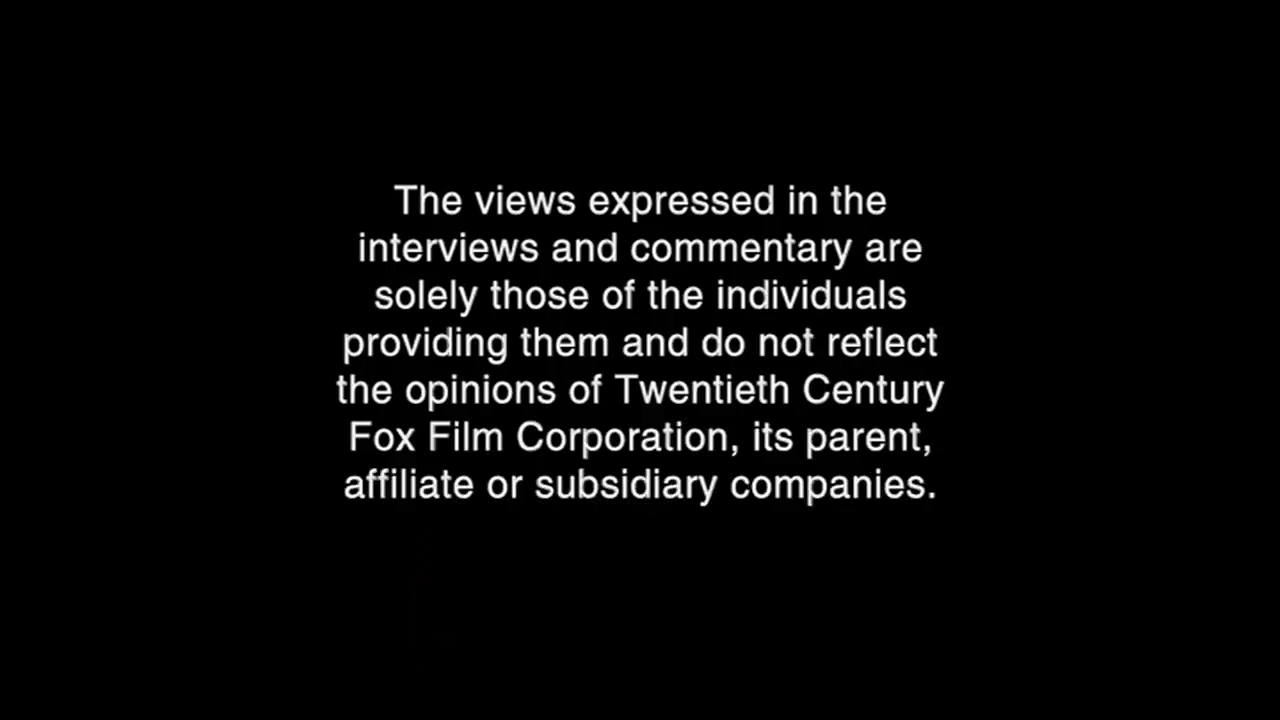 The views expressed in the
interviews and commentary are
solely those of the individuals
providing them and do not reflect
the opinions of Twentieth Century
Fox Film Corporation, its parent,
affiliate or subsidiary companies.